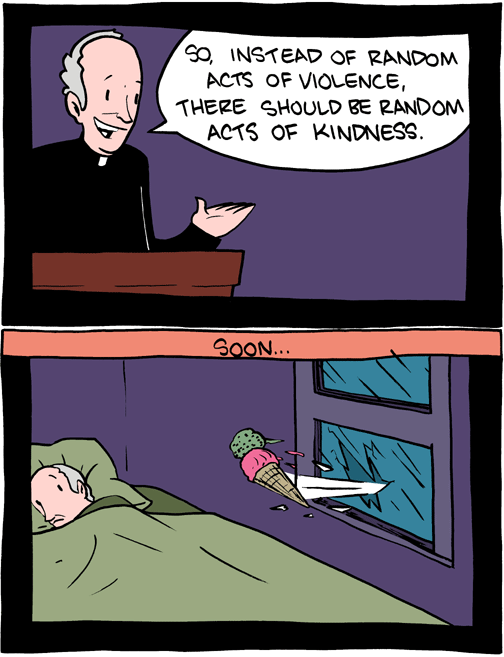 SO, INSTEAD OF RANDOM
ACTS OF VIOLENCE,
THERE SHOULD BE RANDOM
ACTS OF KINDNESS.
SOON...